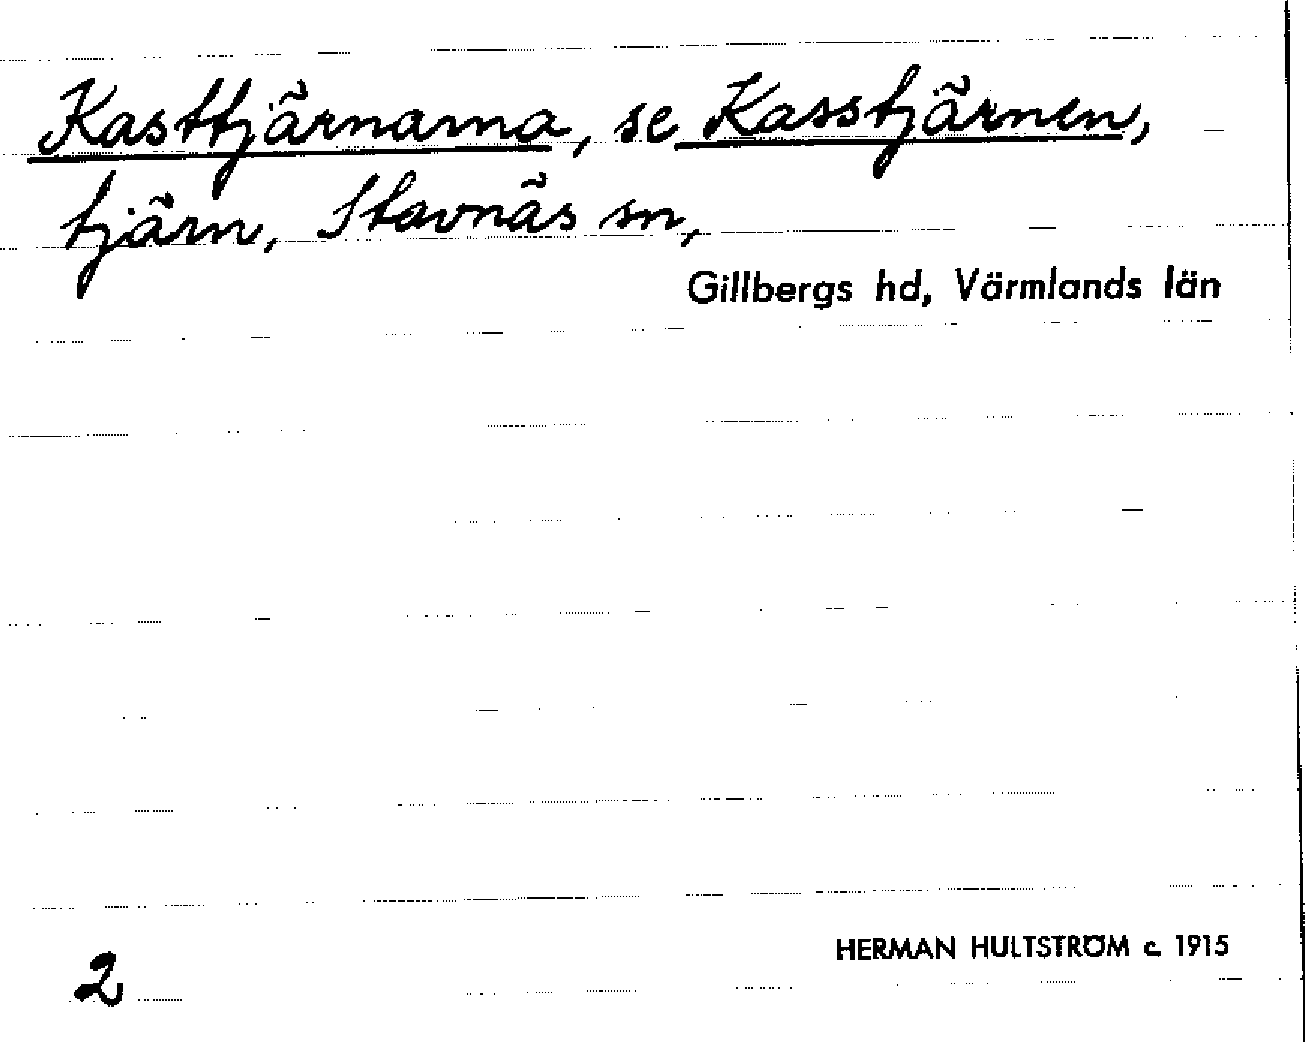 Kasttjärnarna, se Kasstjärnen,
tjärn, Stavnäs sn,
Gillbergs hd, Värmlands län
HERMAN HULTSTRÖM c. 1915
2